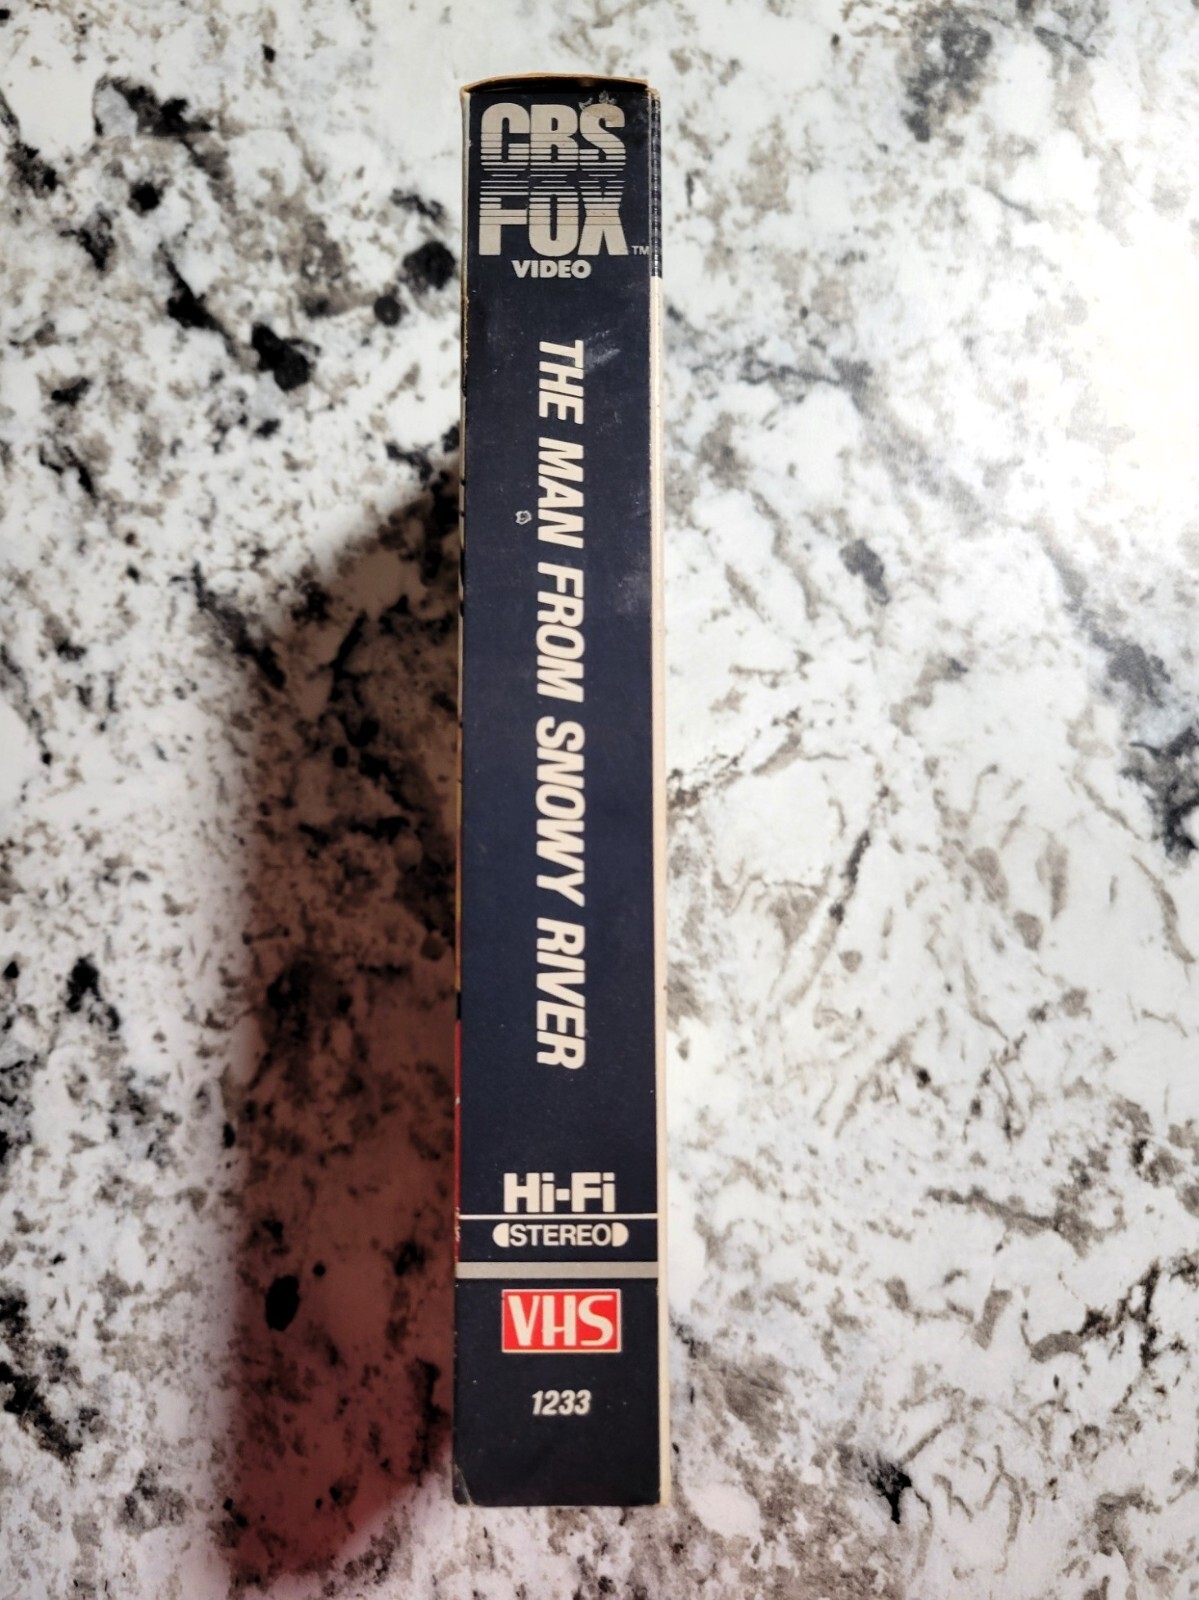 CBS
FOX
TM
VIDEO
THE MAN FROM SNOWY RIVER
Hi-Fi
STEREO
VHS
1233